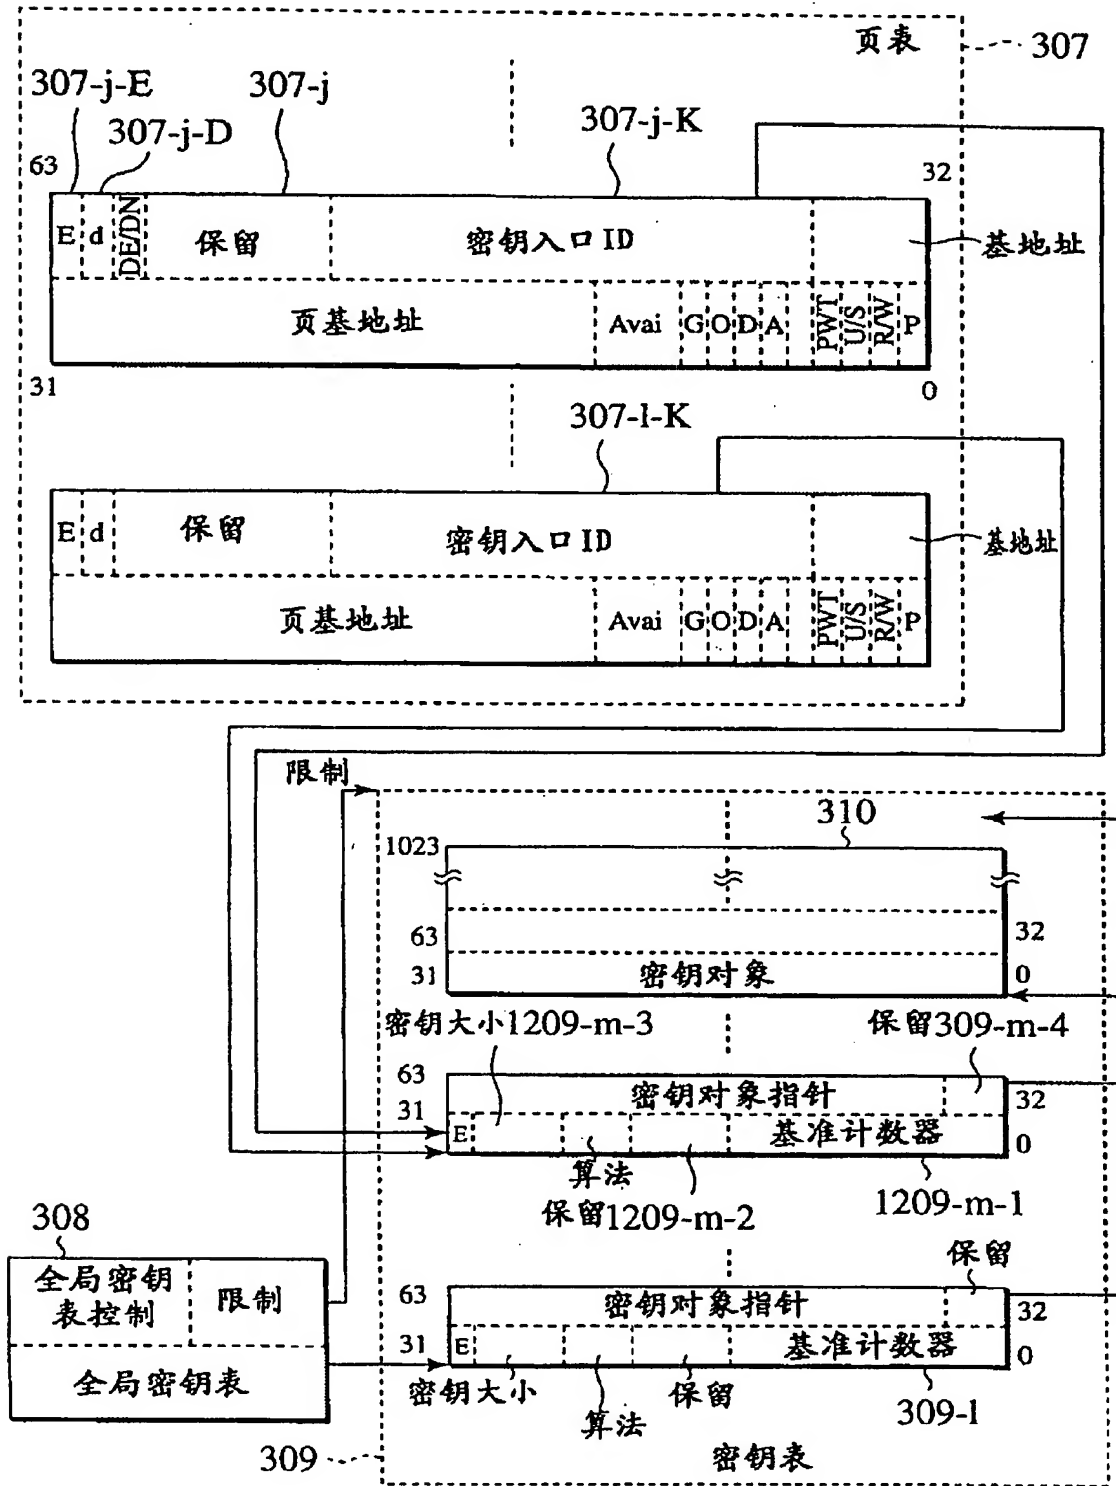 页表
307
307-j-E
307-j
307-j-D
307-j-K
63
32
E
d
DE/DN
保留
密钥入口ID
基地址
页基地址
Avai
G
O
D
A
PWT
U/S
R/W
P
31
0
307-l-K
E
d
保留
密钥入口ID
基地址
页基地址
Avai
G
O
D
A
PWT
U/S
R/W
P
限制
310
1023
63
32
31
密钥对象
0
密钥大小1209-m-3
保留309-m-4
63
密钥对象指针
32
31
E
基准计数器
0
算法
保留1209-m-2
1209-m-1
308
保留
全局密钥
表控制
限制
63
密钥对象指针
32
31
E
基准计数器
0
全局密钥表
密钥大小
算法
保留
309-l
309
密钥表